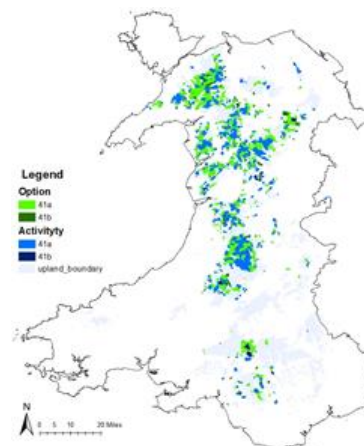 Legend
Option
41a
41b
Activityty
41a
41b
upland_boundary
N
0 5 10 20 Miles